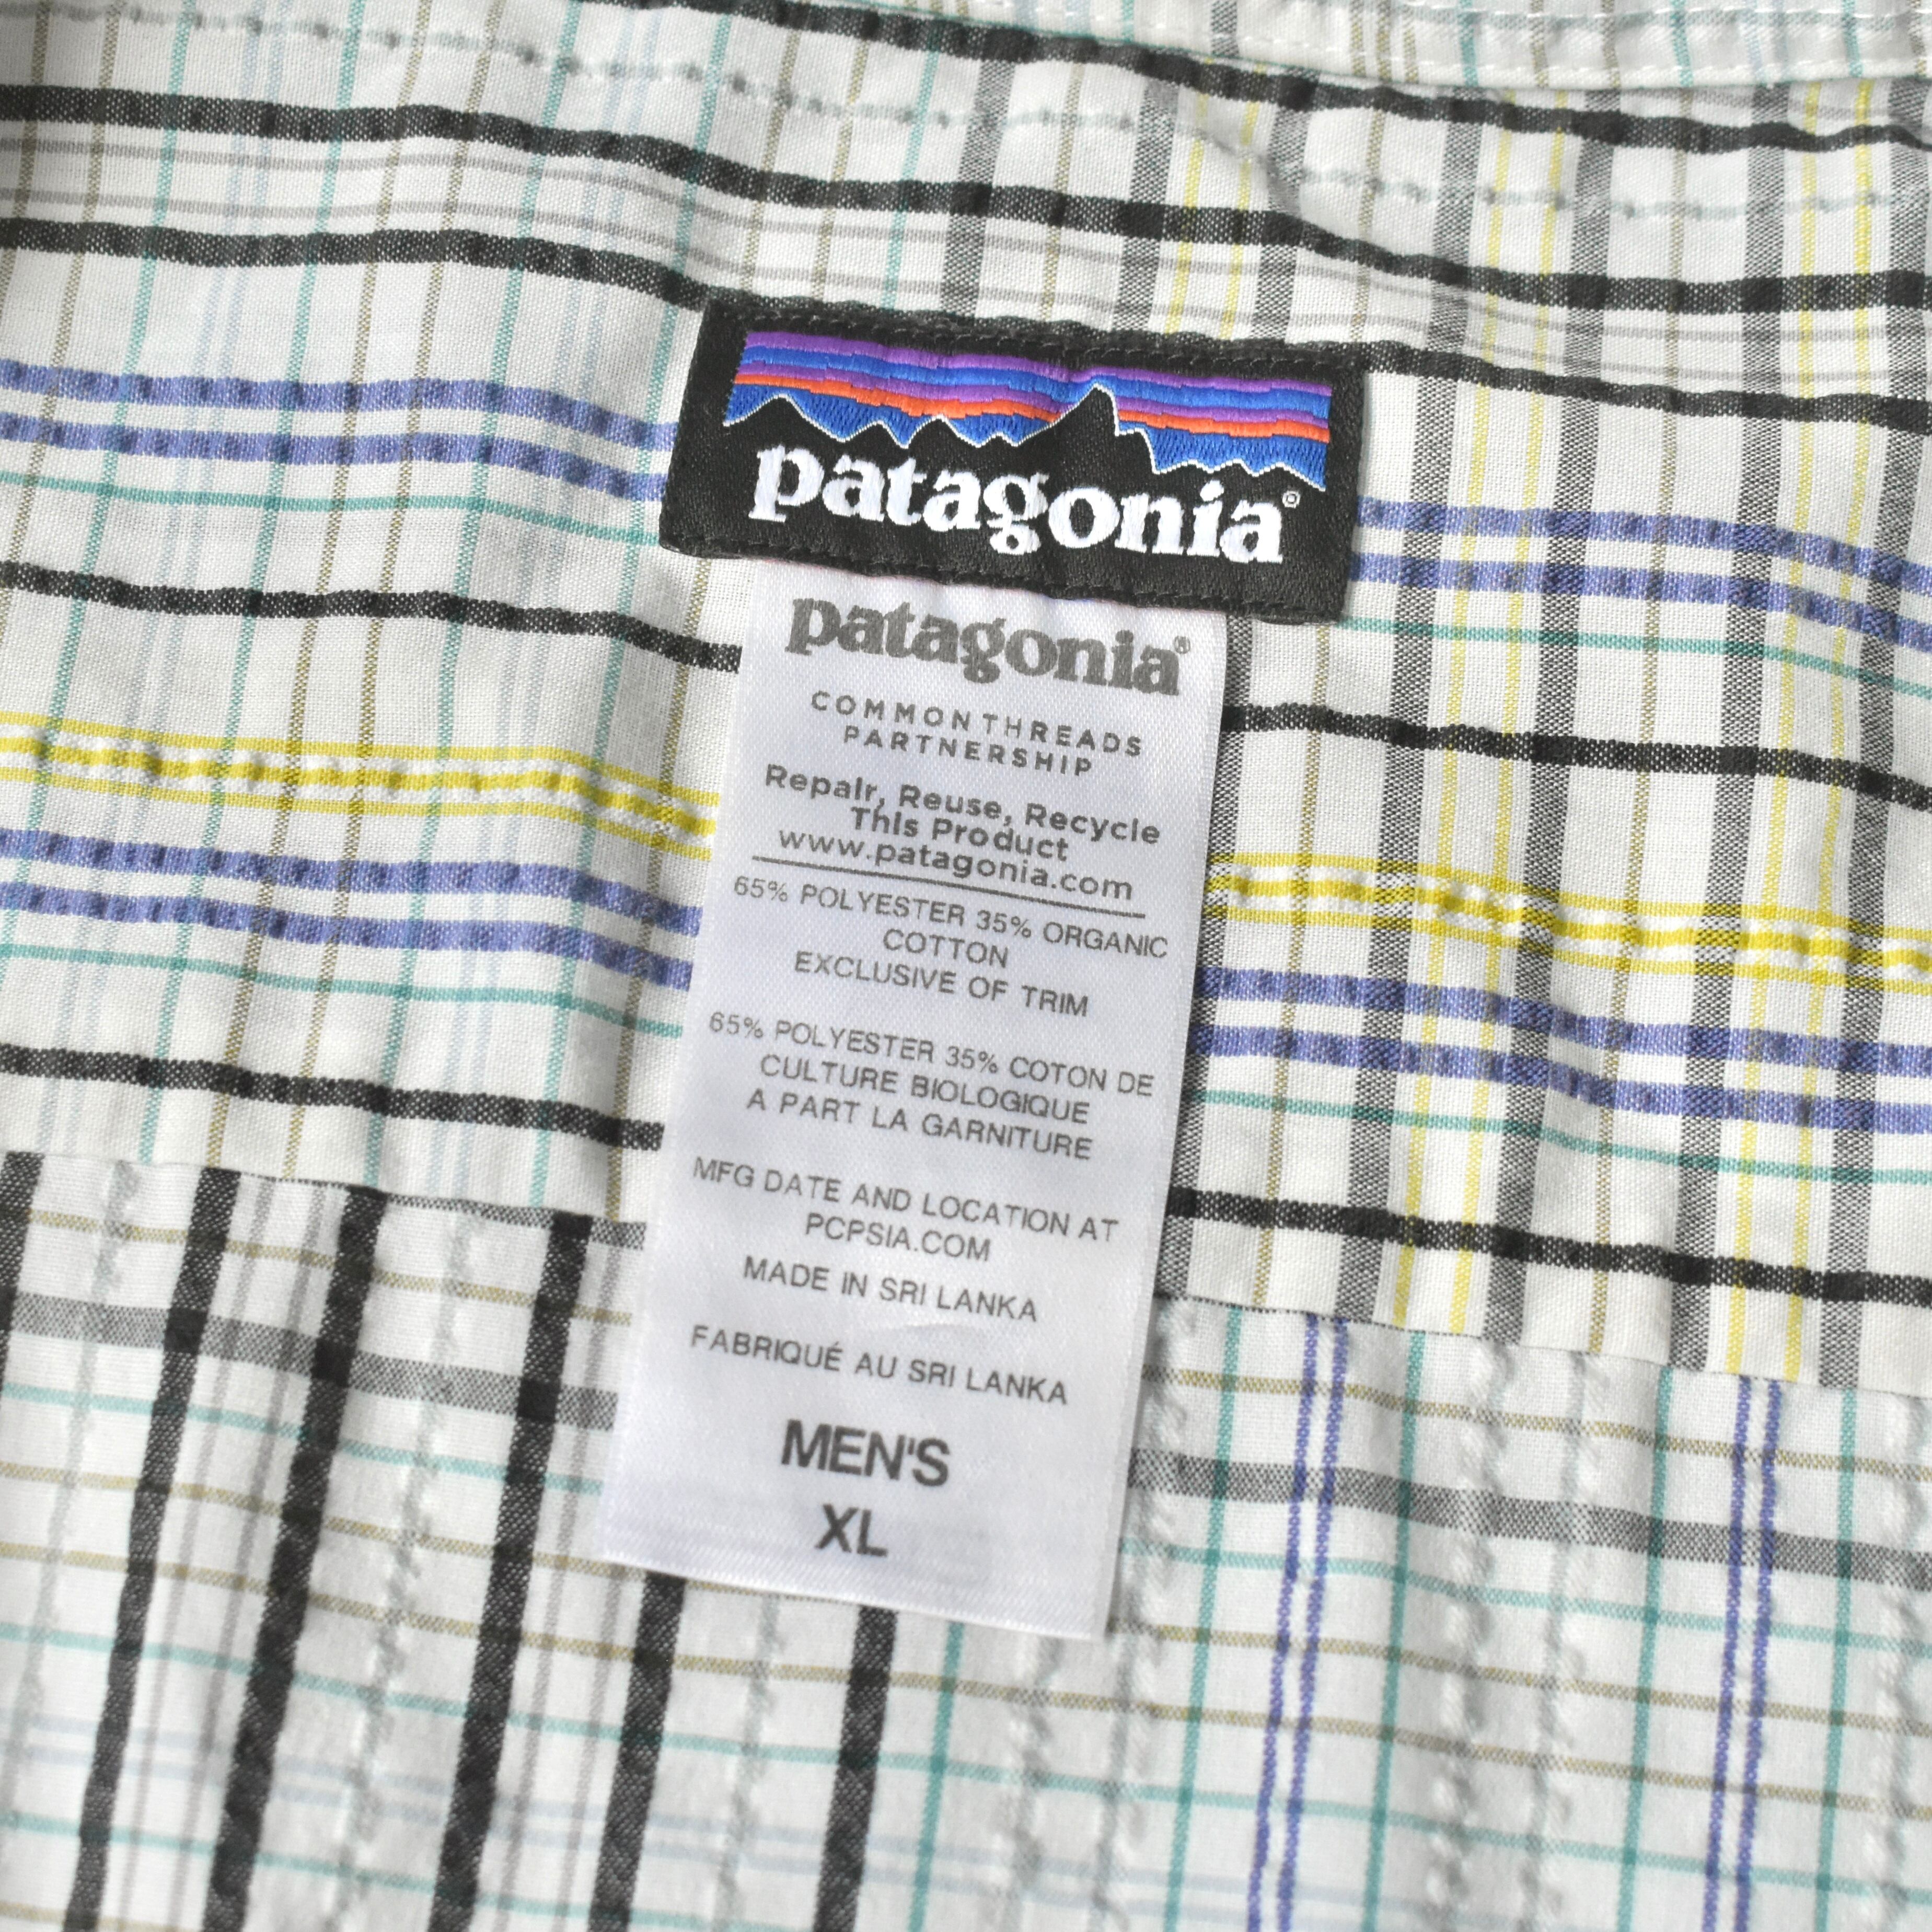 patagonia®
patagonia®
COMMON THREADS
PARTNERSHIP
Repair, Reuse, Recycle
This Product
www.patagonia.com
65% POLYESTER 35% ORGANIC
COTTON
EXCLUSIVE OF TRIM
65% POLYESTER 35% COTON DE
CULTURE BIOLOGIQUE
A PART LA GARNITURE
MFG DATE AND LOCATION AT
PCPSIA.COM
MADE IN SRI LANKA
FABRIQUÉ AU SRI LANKA
MEN'S
XL